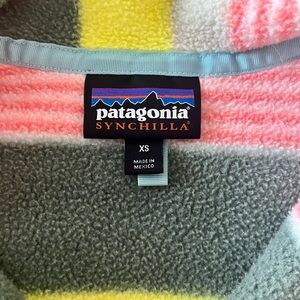 patagonia
SYNCHILLA
XS
MADE IN
MEXICO